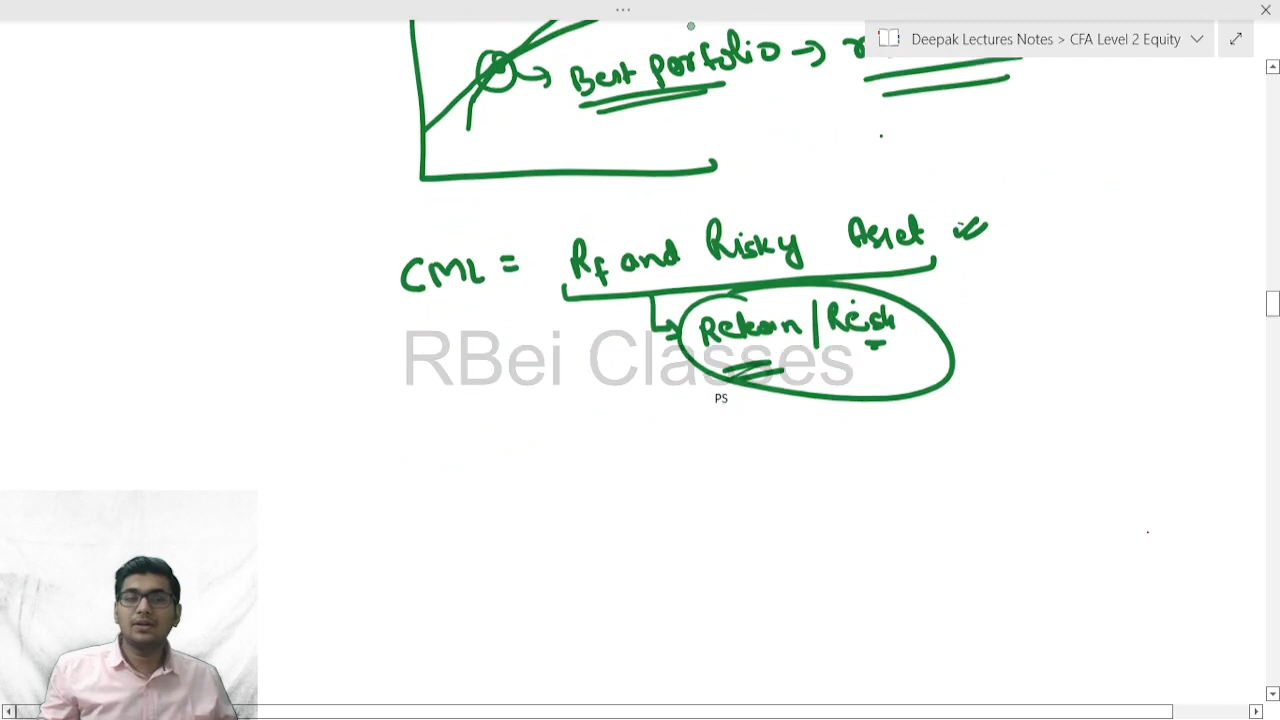 Deepak Lectures Notes > CFA Level 2 Equity
Best Portfolio →
CML = Rf and Risky Asset
Return | Risk
RBei Classes
PS